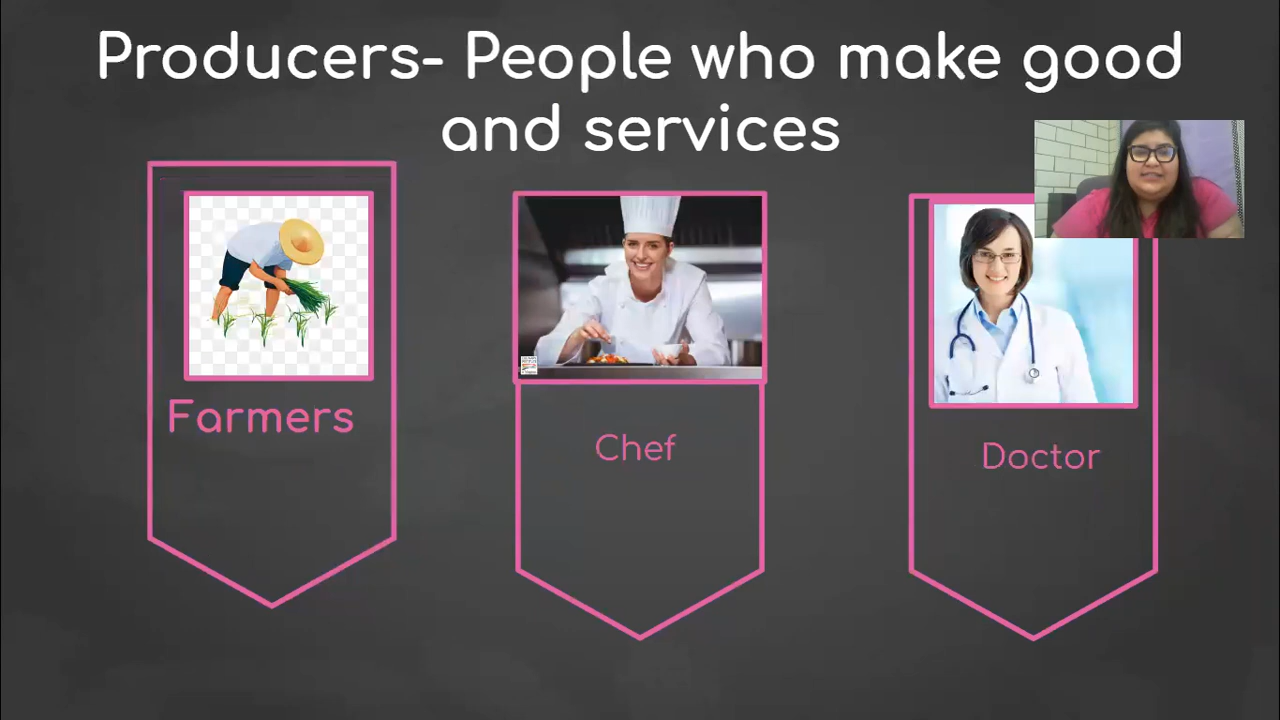 Producers- People who make good
and services
Farmers
Chef
Doctor